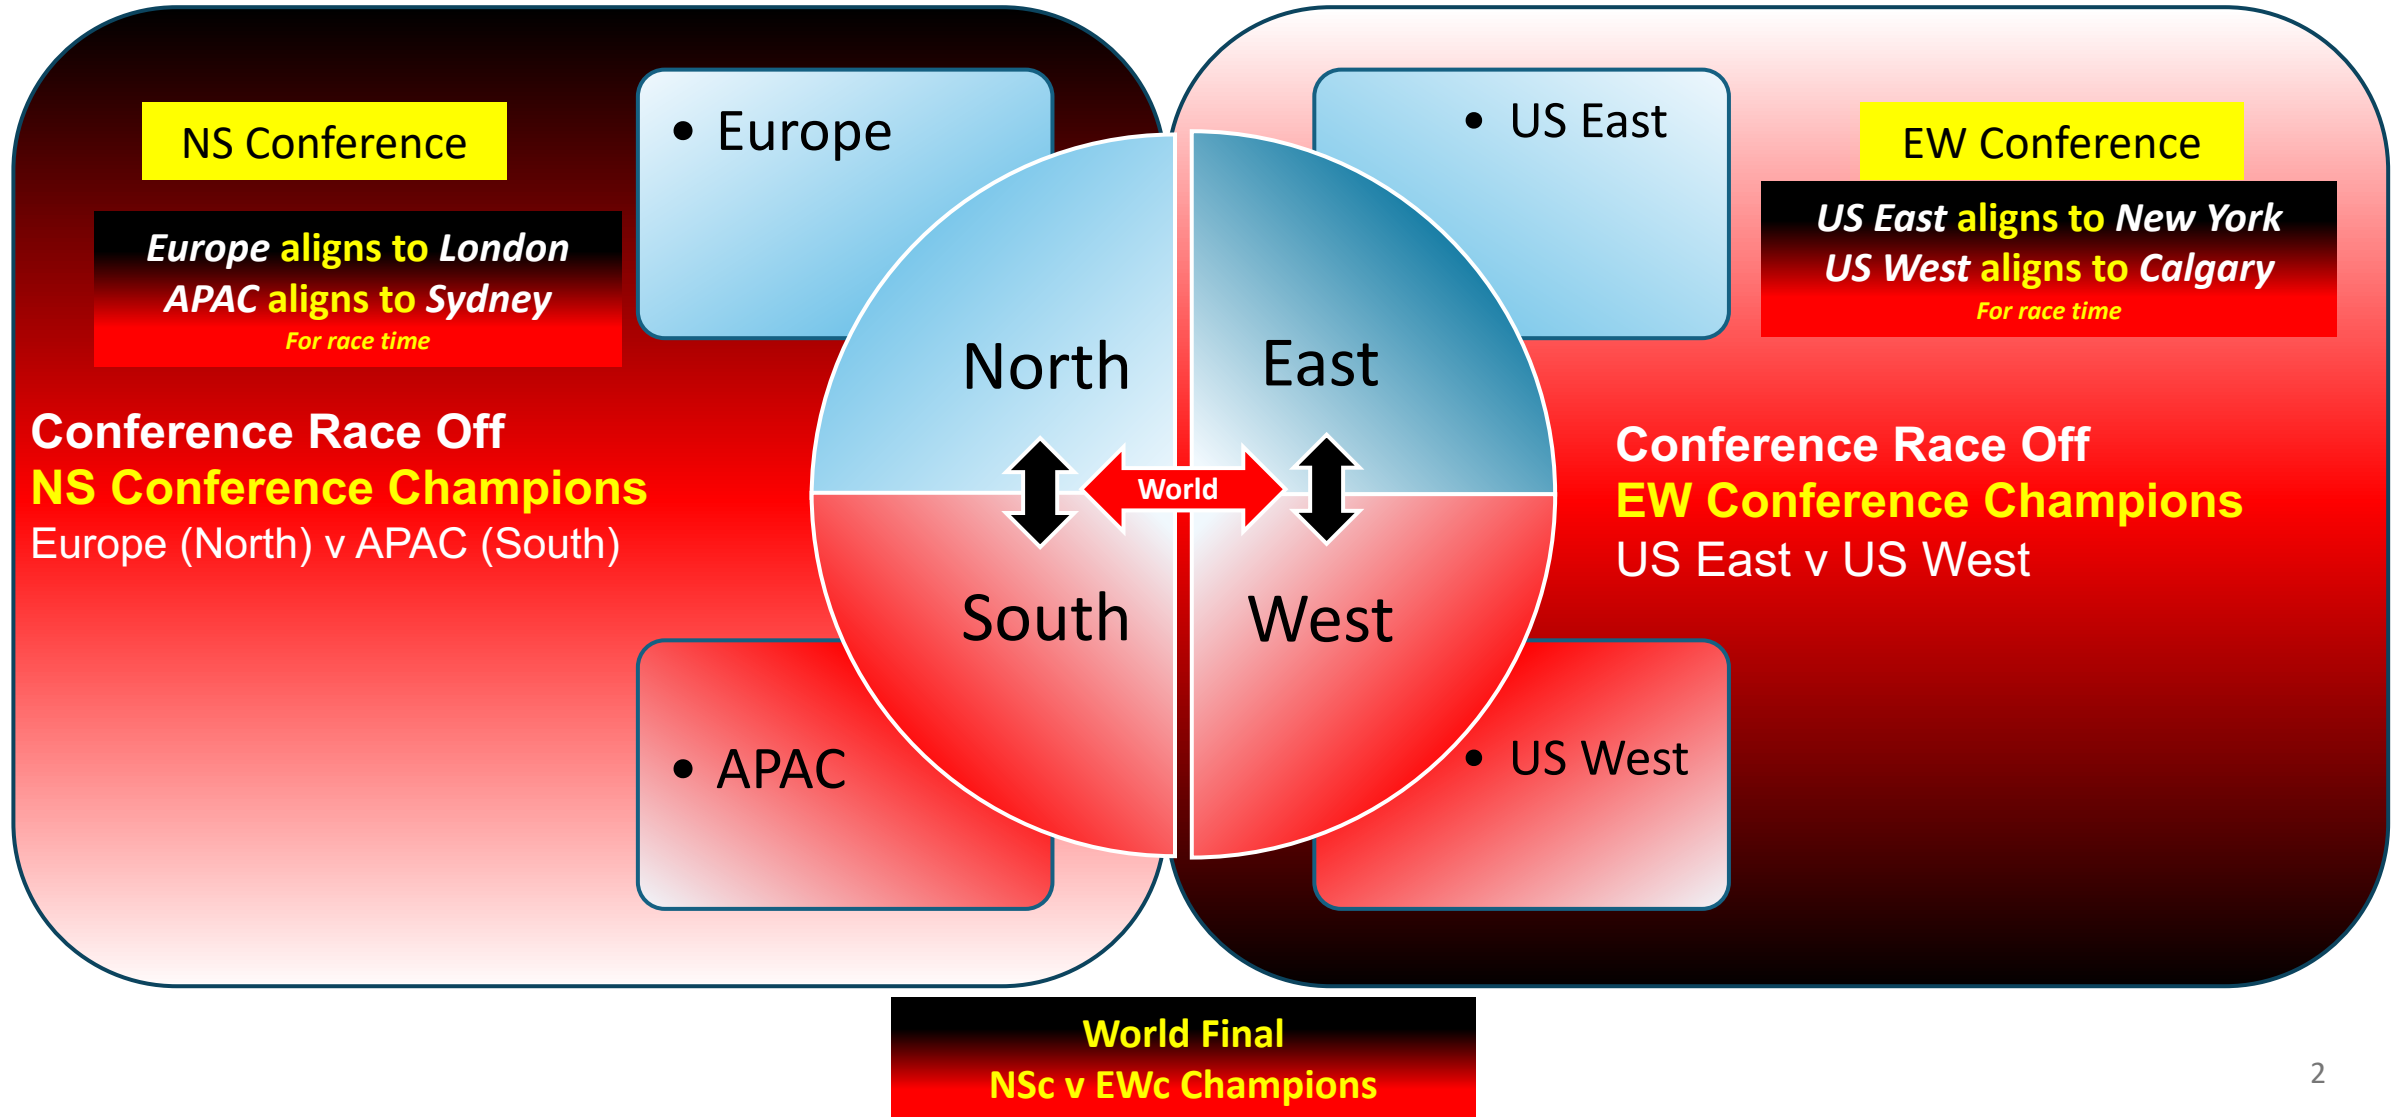 NS Conference
Europe aligns to London
APAC aligns to Sydney
For race time
Conference Race Off
NS Conference Champions
Europe (North) v APAC (South)
• Europe
• APAC
North
South
World
East
West
• US East
• US West
EW Conference
US East aligns to New York
US West aligns to Calgary
For race time
Conference Race Off
EW Conference Champions
US East v US West
World Final
NSc v EWc Champions
2